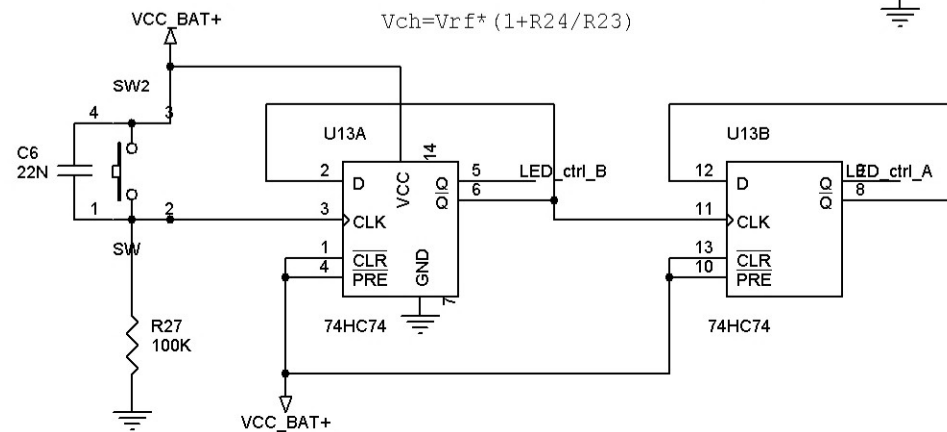 VCC_BAT+
Vch=Vrf*(1+R24/R23)
SW2
4
3
C6
22N
1
2
SW
R27
100K
U13A
14
2
D
VCC
Q
5
LED_ctrl_B
Q
6
3
CLK
1
CLR
4
PRE
GND
7
74HC74
VCC_BAT+
U13B
12
D
Q
9
LED_ctrl_A
Q
8
11
CLK
13
CLR
10
PRE
74HC74